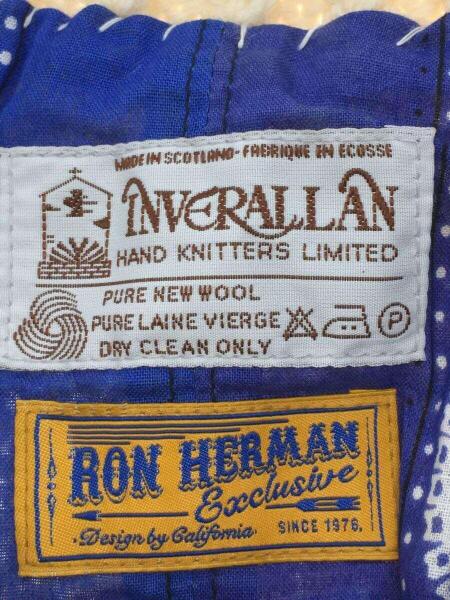 MADE IN SCOTLAND - FABRIQUE EN ECOSSE
INVERALLAN
HAND KNITTERS LIMITED
PURE NEW WOOL
PURE LAINE VIERGE
P
DRY CLEAN ONLY
RON HERMAN
Exclusive
·Design by California·
SINCE 1976.